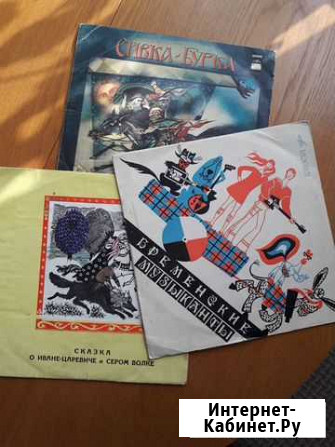 СИВКА-БУРКА
БРЕМЕНСКИЕ
МУЗЫКАНТЫ
СКАЗКА
О ИВАНЕ-ЦАРЕВИЧЕ и СЕРОМ ВОЛКЕ
Интернет-
Кабинет.Ру